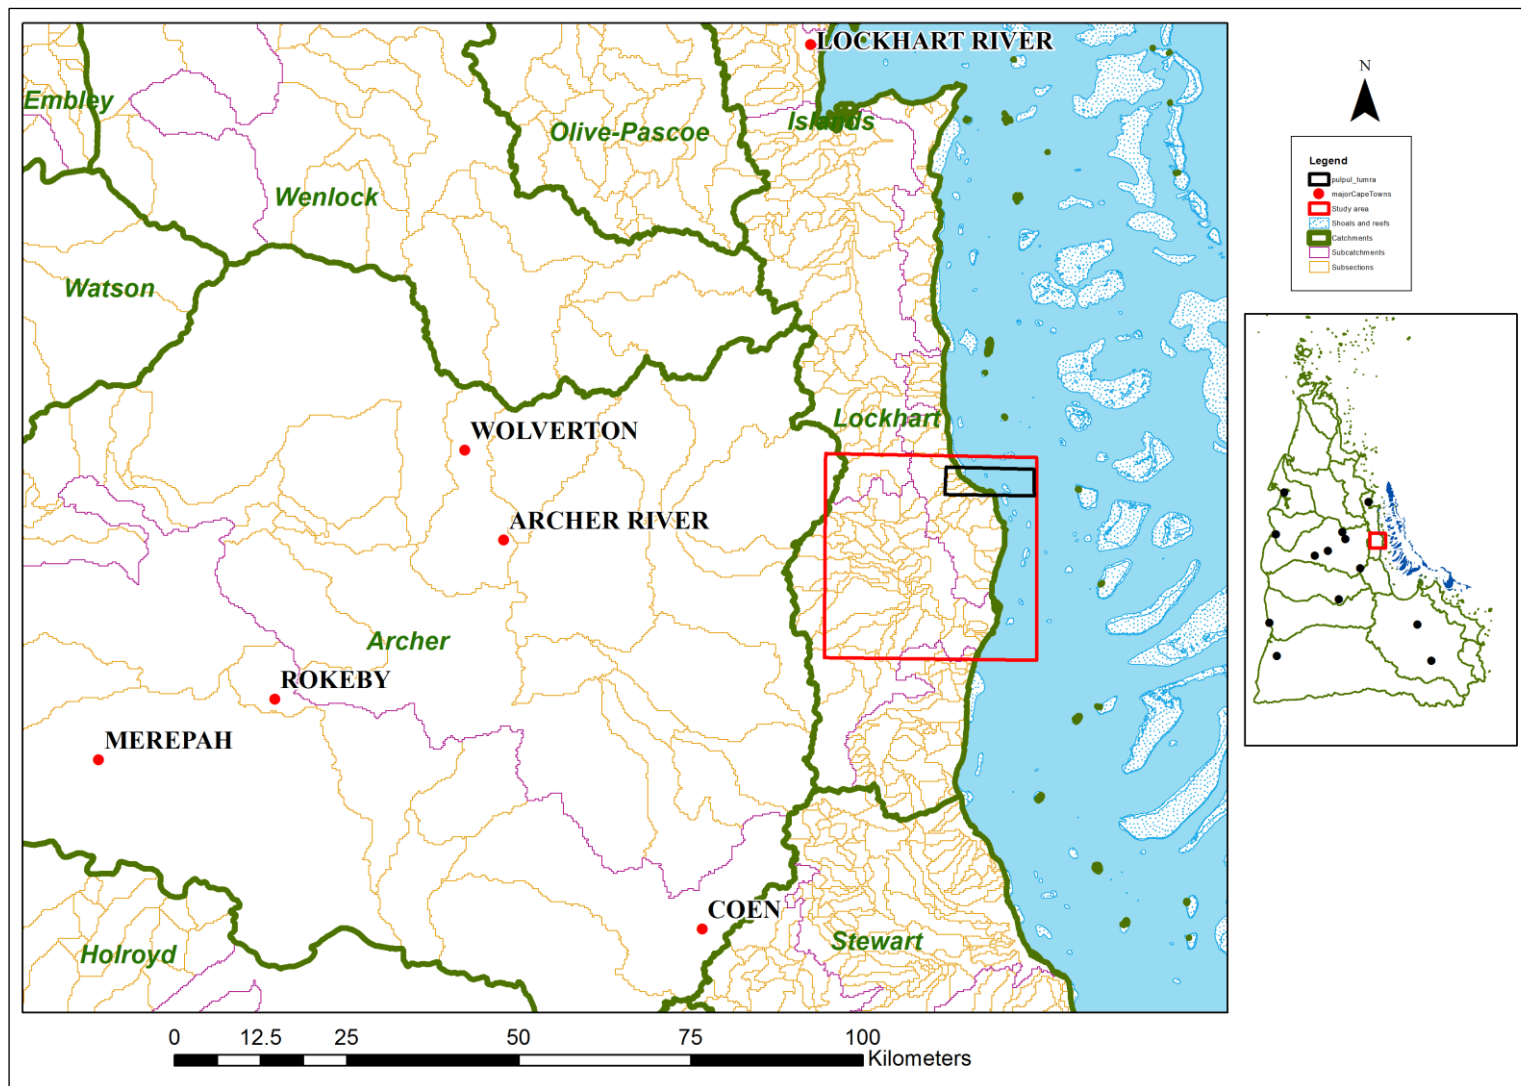 LOCKHART RIVER
Embley
Olive-Pascoe
Islands
Wenlock
Watson
Lockhart
WOLVERTON
ARCHER RIVER
Archer
ROKEBY
MEREPAH
COEN
Stewart
Holroyd
0 12.5 25 50 75 100
Kilometers
N
Legend
pulpul_tumra
majorCapeTowns
Study area
Shoals and reefs
Catchments
Subcatchments
Subsections